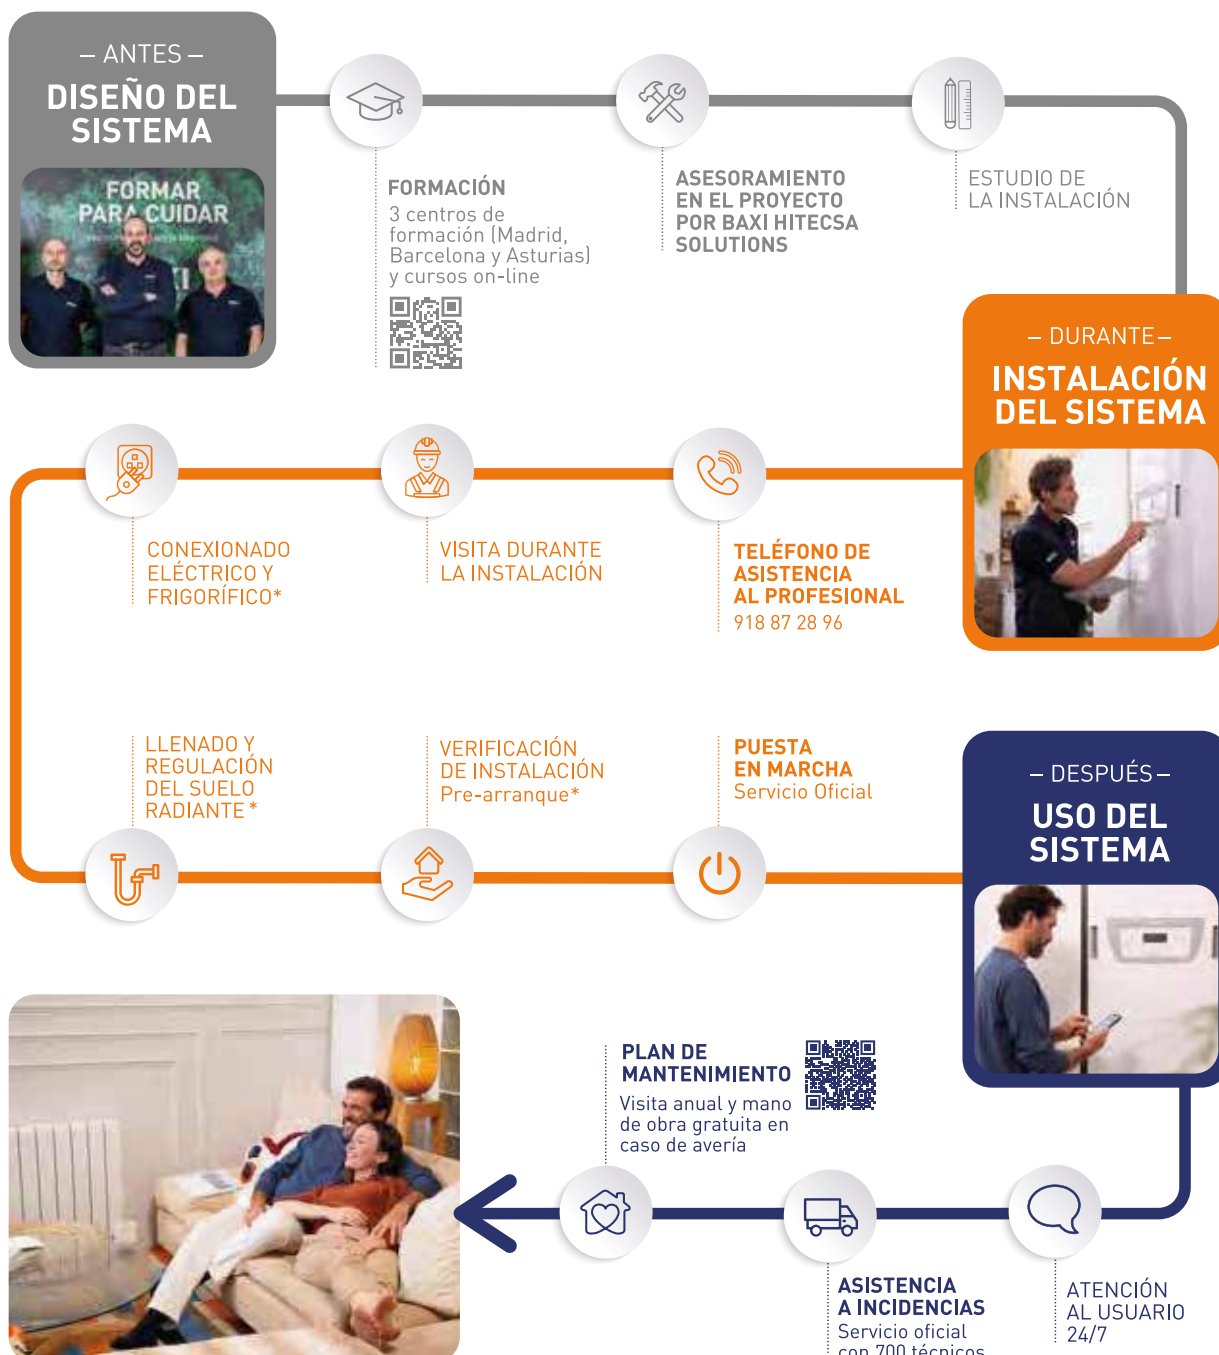 – ANTES –
DISEÑO DEL
SISTEMA
FORMAR
PARA CUIDAR
FORMACIÓN
3 centros de
formación (Madrid,
Barcelona y Asturias)
y cursos on-line
ASESORAMIENTO
EN EL PROYECTO
POR BAXI HITECSA
SOLUTIONS
ESTUDIO DE
LA INSTALACIÓN
– DURANTE –
INSTALACIÓN
DEL SISTEMA
TELÉFONO DE
ASISTENCIA
AL PROFESIONAL
918 87 28 96
VISITA DURANTE
LA INSTALACIÓN
CONEXIONADO
ELÉCTRICO Y
FRIGORÍFICO*
LLENADO Y
REGULACIÓN
DEL SUELO
RADIANTE*
VERIFICACIÓN
DE INSTALACIÓN
Pre-arranque*
PUESTA
EN MARCHA
Servicio Oficial
– DESPUÉS –
USO DEL
SISTEMA
ATENCIÓN
AL USUARIO
24/7
ASISTENCIA
A INCIDENCIAS
Servicio oficial
con 700 técnicos
PLAN DE
MANTENIMIENTO
Visita anual y mano
de obra gratuita en
caso de avería